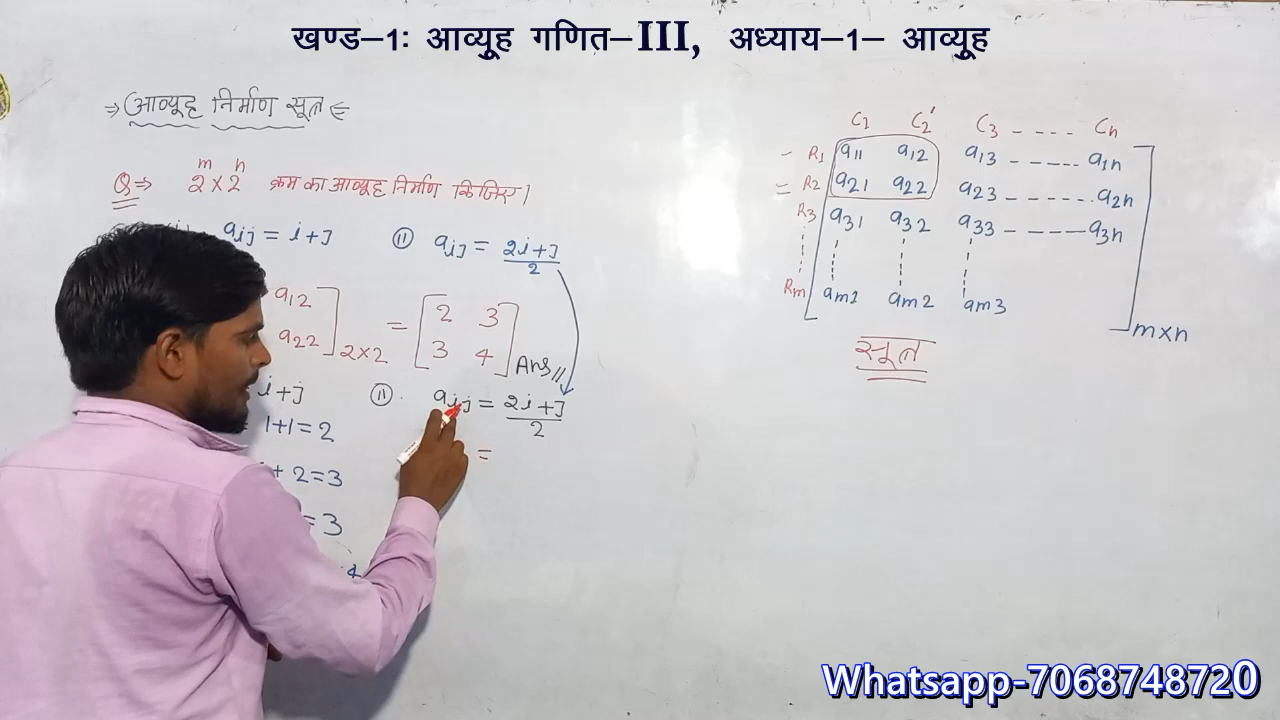 खण्ड–1ः आव्यूह गणित–III, अध्याय–1– आव्यूह
⇒ आव्यूह निर्माण सूत्र ⇐
m n
Q ⇒ 2 × 2 क्रम का आव्यूह निर्माण किजिए।
aij = i + J (ii) aij = 2i + J / 2
a12
a22 ] 2×2 = [ 2 3
3 4 ] Ans //
i + j (ii) . aij = 2i + J / 2
1 + 1 = 2 =
+ 2 = 3
= 3
C1 C2' C3 - - - - Cn
– R1 a11 a12 a13 - - - - - a1n
= R2 a21 a22 a23 - - - - - - a2n
R3 a31 a32 a33 - - - - - a3n
Rm am1 am2 am3
m×n
सूत्र
Whatsapp-7068748720